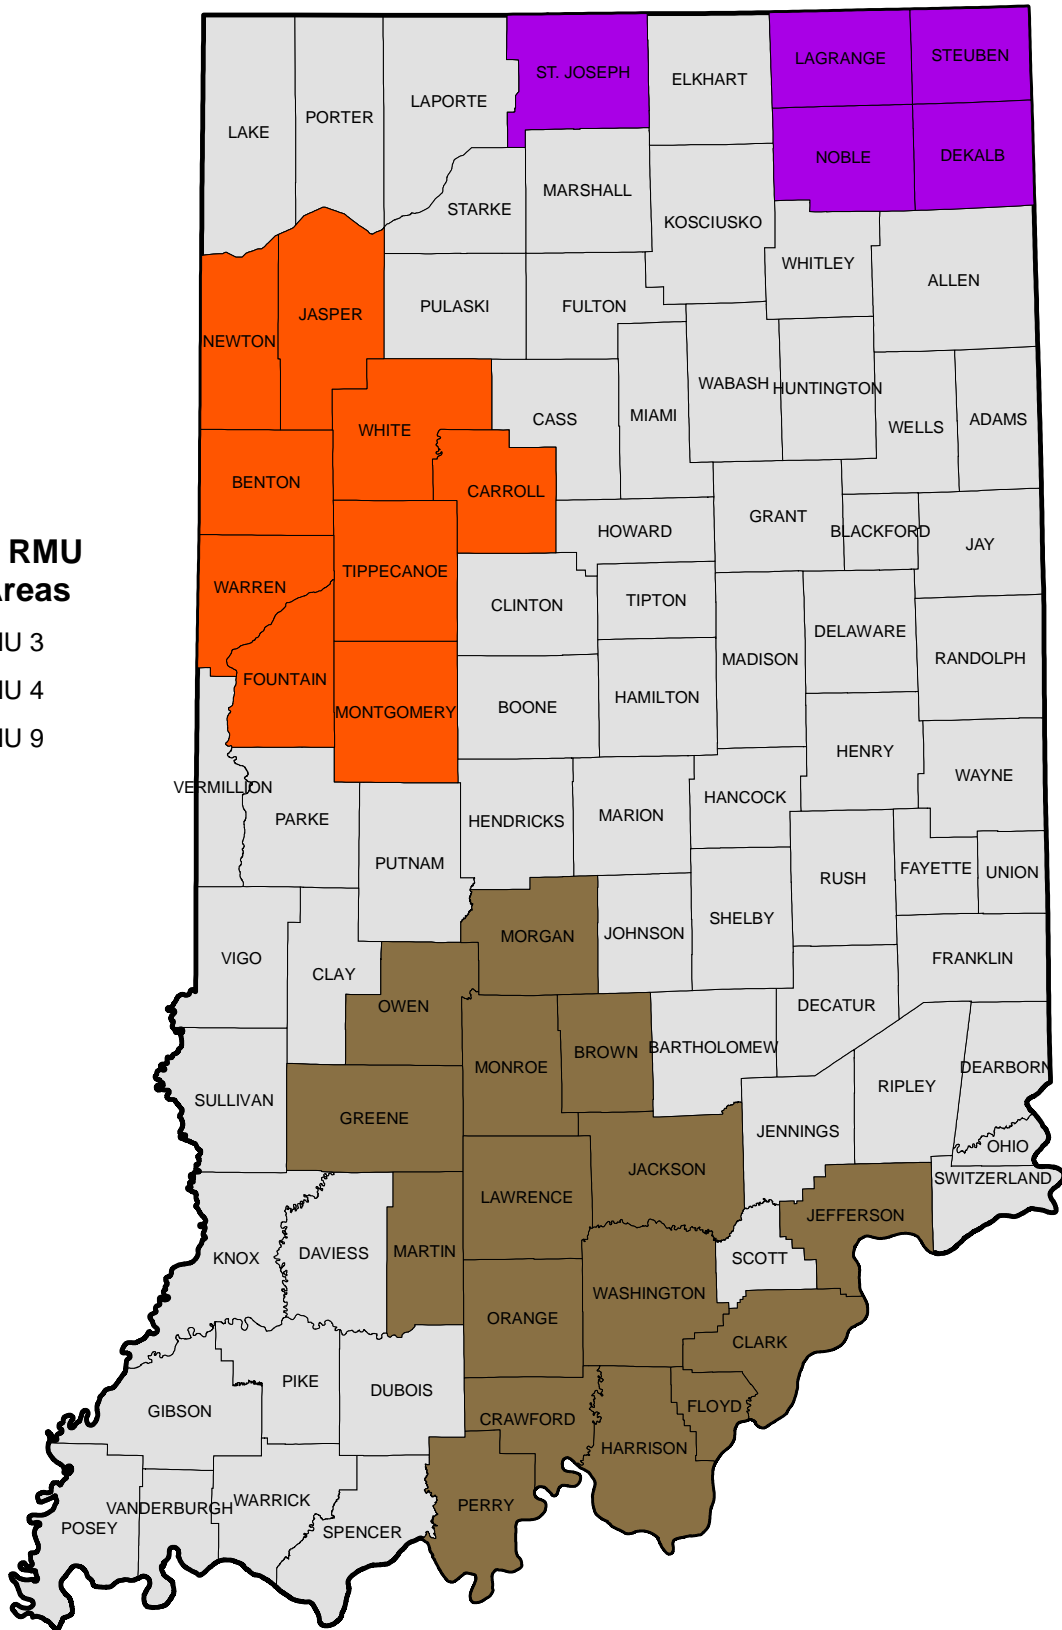 ST. JOSEPH
LAGRANGE
STEUBEN
ELKHART
LAPORTE
PORTER
LAKE
NOBLE
DEKALB
MARSHALL
STARKE
KOSCIUSKO
WHITLEY
ALLEN
PULASKI
FULTON
JASPER
NEWTON
WABASH
HUNTINGTON
MIAMI
CASS
ADAMS
WELLS
WHITE
BENTON
CARROLL
GRANT
BLACKFORD
HOWARD
JAY
RMU
TIPPECANOE
WARREN
TIPTON
CLINTON
DELAWARE
3
MADISON
RANDOLPH
FOUNTAIN
4
HAMILTON
BOONE
MONTGOMERY
9
HENRY
WAYNE
VERMILLION
HANCOCK
MARION
PARKE
HENDRICKS
PUTNAM
FAYETTE
UNION
RUSH
SHELBY
JOHNSON
MORGAN
VIGO
FRANKLIN
CLAY
OWEN
DECATUR
BARTHOLOMEW
BROWN
MONROE
DEARBORN
RIPLEY
SULLIVAN
GREENE
JENNINGS
OHIO
JACKSON
SWITZERLAND
LAWRENCE
JEFFERSON
MARTIN
DAVIESS
KNOX
SCOTT
WASHINGTON
ORANGE
CLARK
PIKE
DUBOIS
FLOYD
GIBSON
CRAWFORD
HARRISON
WARRICK
PERRY
VANDERBURGH
POSEY
SPENCER